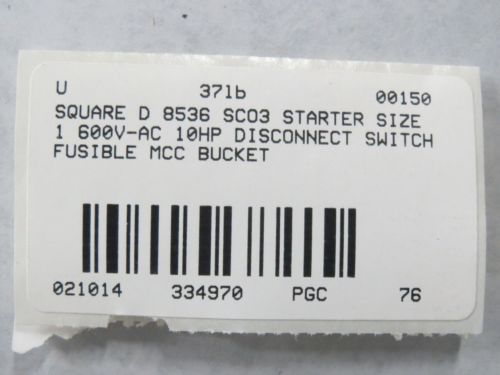 U 37lb 00150
SQUARE D 8536 SCO3 STARTER SIZE
1 600V-AC 10HP DISCONNECT SWITCH
FUSIBLE MCC BUCKET
021014 334970 PGC 76